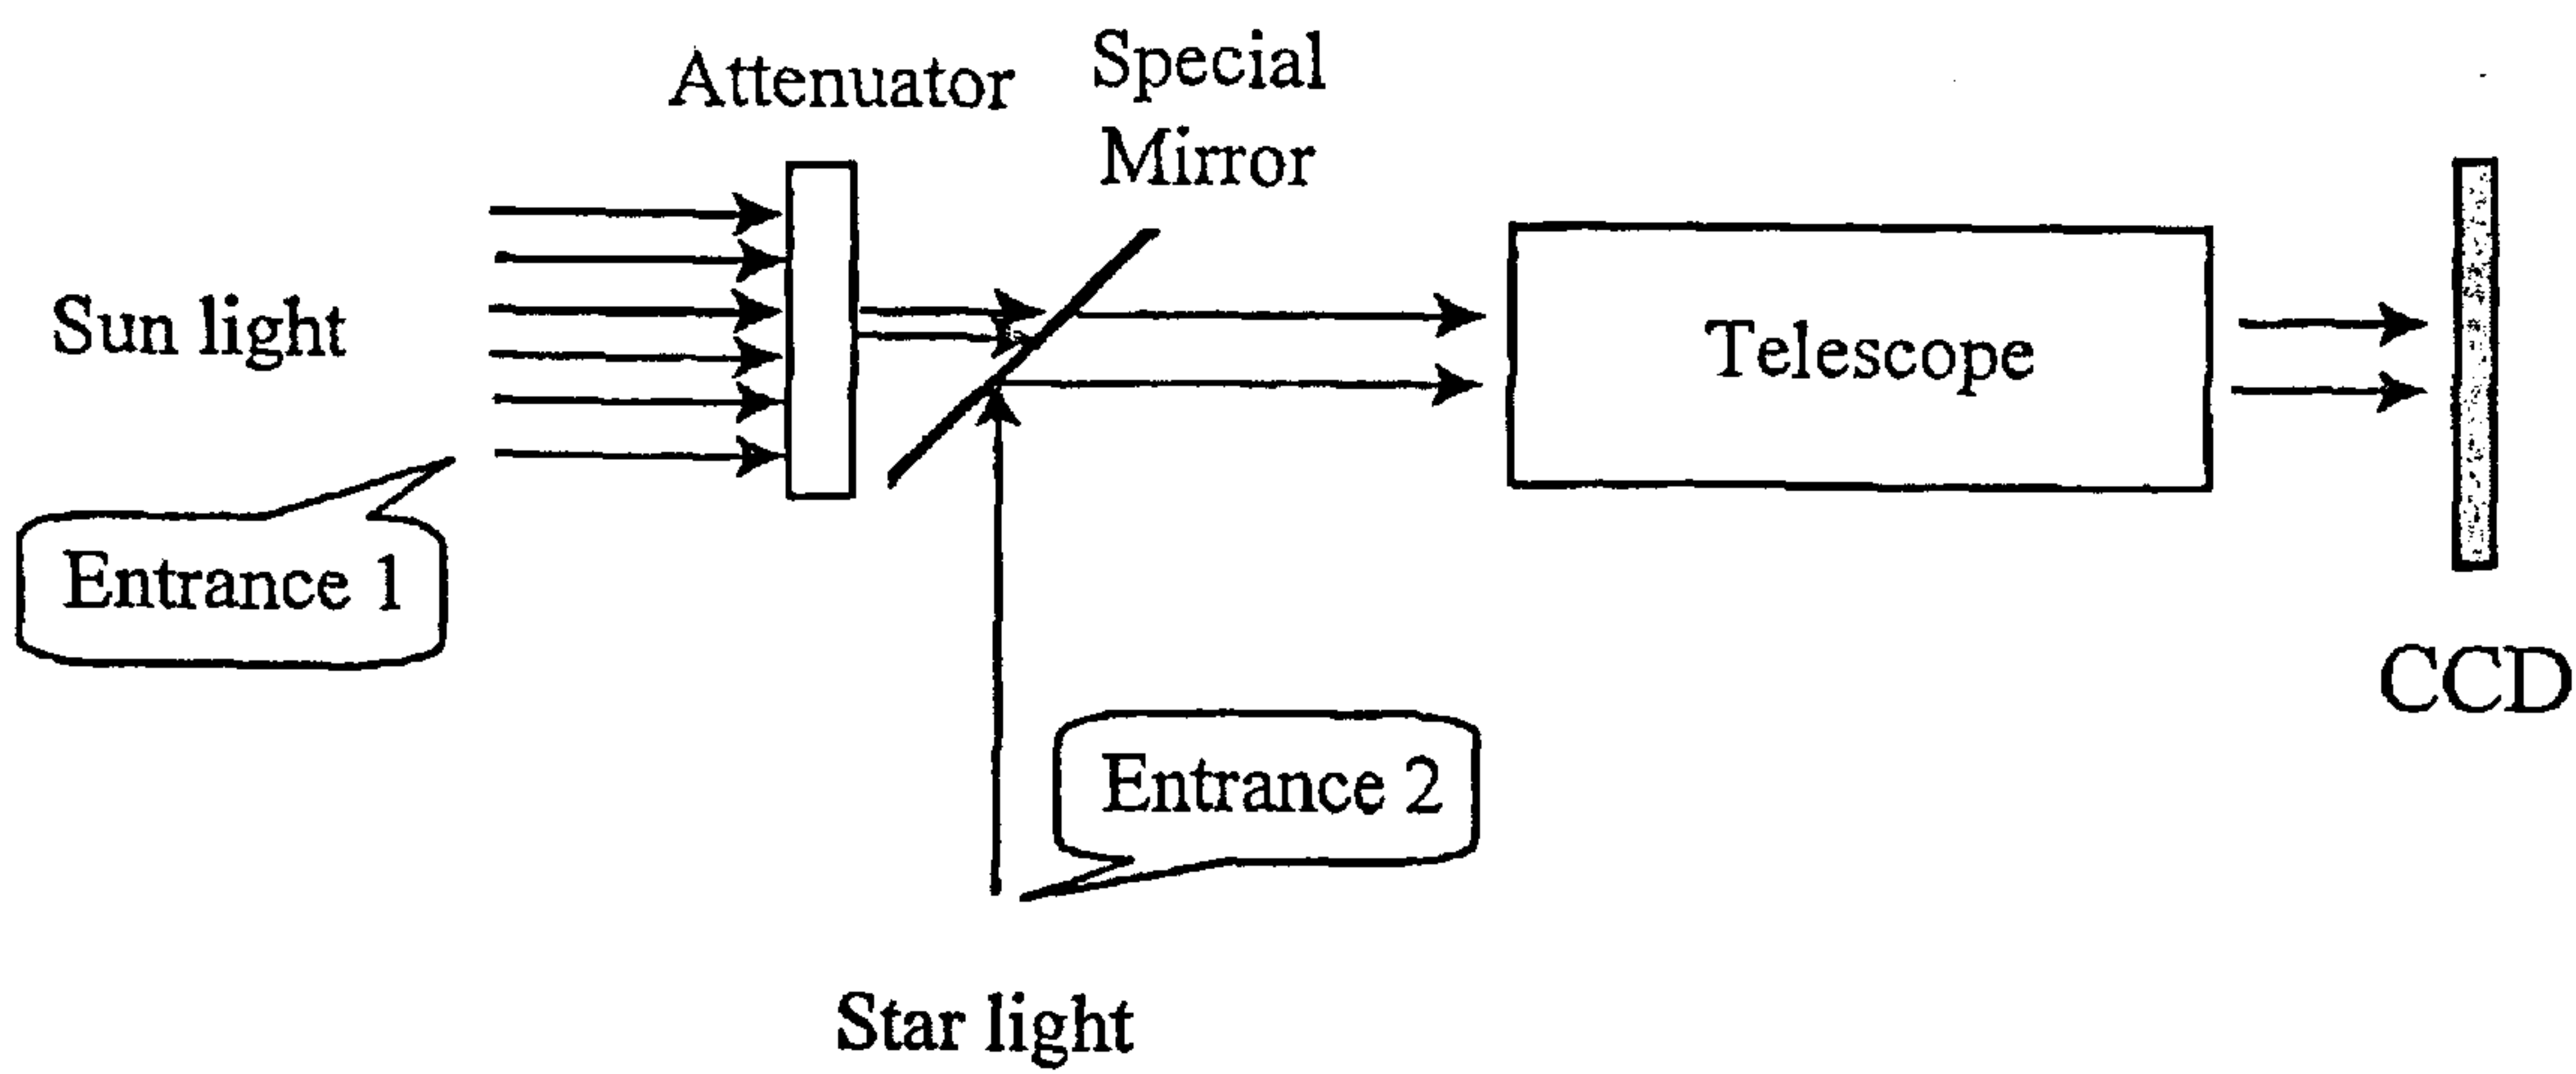 Attenuator
Special
Mirror
Sun light
Telescope
Entrance 1
CCD
Entrance 2
Star light